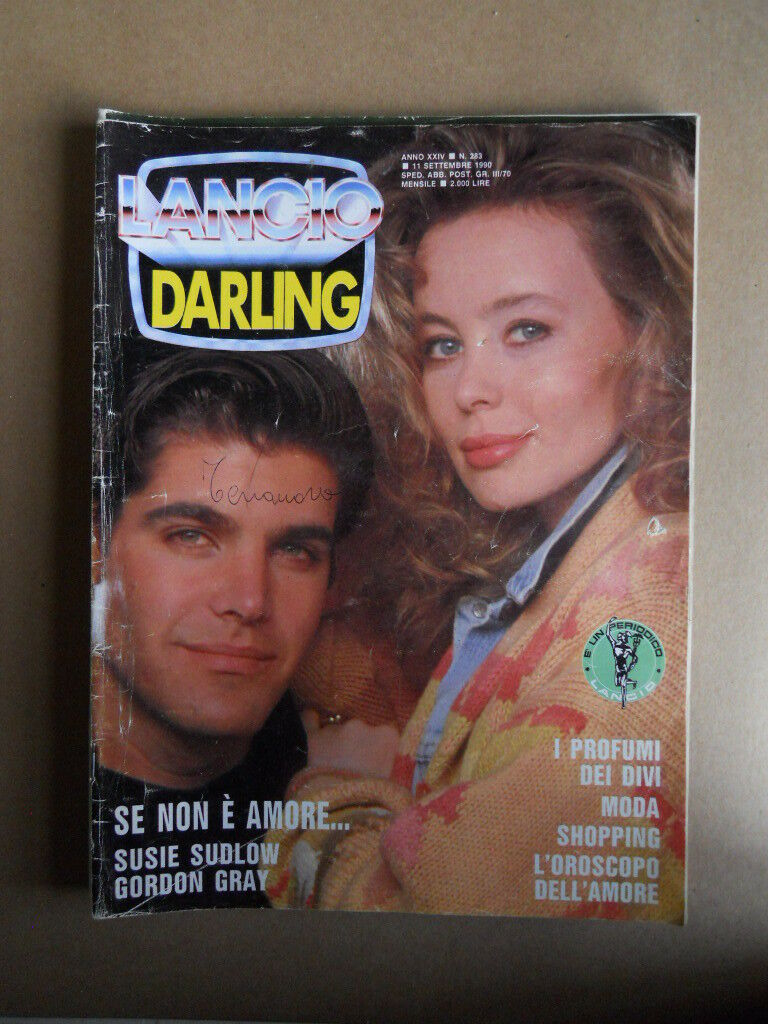 LANCIO
DARLING
ANNO XXIV ■ N. 283
■ 11 SETTEMBRE 1990
SPED. ABB. POST. GR. III/70
MENSILE ■ 2.000 LIRE
È UN PERIODICO
LANCIO
SE NON È AMORE...
SUSIE SUDLOW
GORDON GRAY
I PROFUMI
DEI DIVI
MODA
SHOPPING
L'OROSCOPO
DELL'AMORE